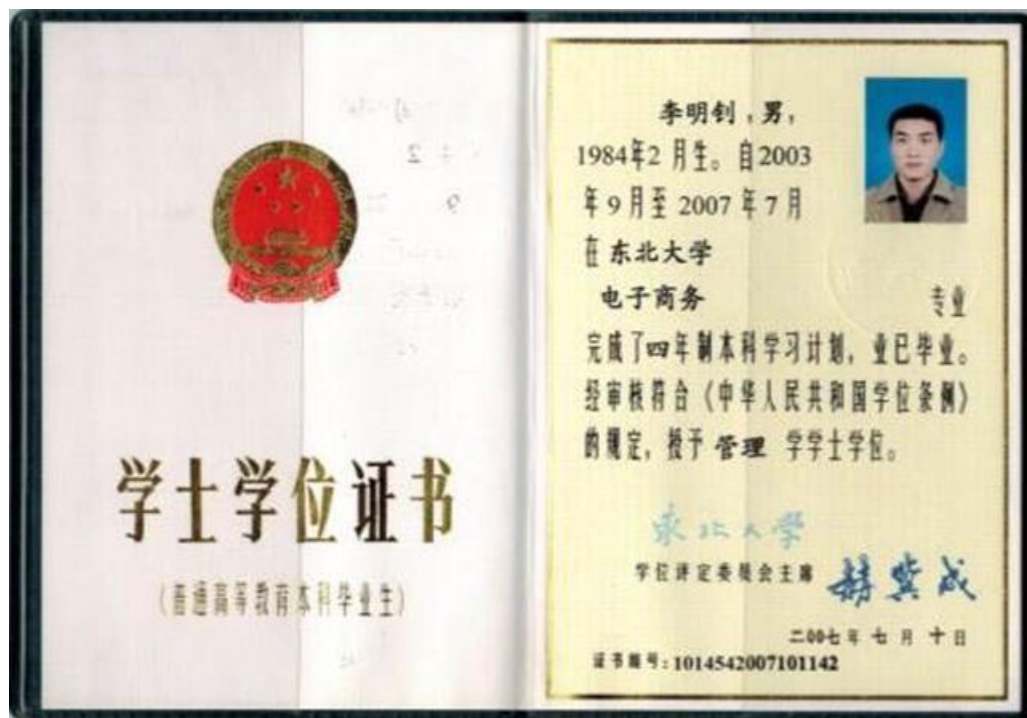 学士学位证书
(普通高等教育本科毕业生)
李明钊,男,
1984年2月生。自2003
年9月至2007年7月
在东北大学
电子商务 专业
完成了四年制本科学习计划,业已毕业。
经审核符合《中华人民共和国学位条例》
的规定,授予管理学学士学位。
东北大学
学位评定委员会主席 赫冀成
二00七年七月十日
证书编号:1014542007101142